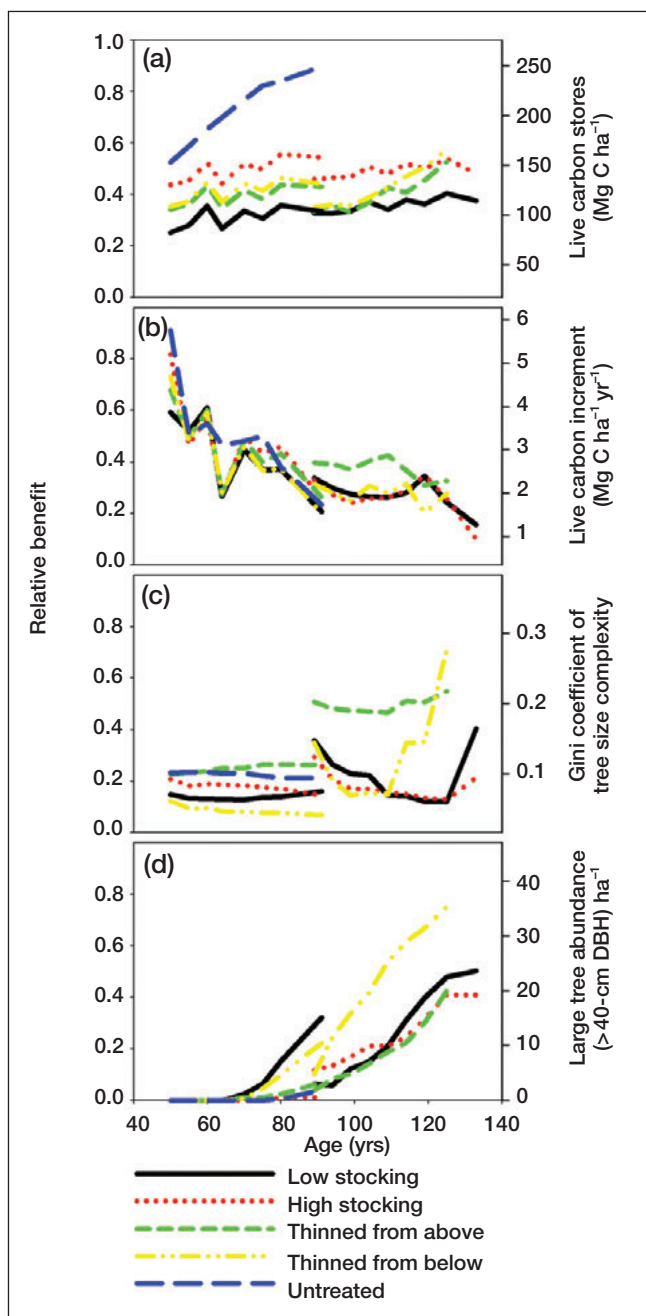 Relative benefit
(a)
1.0
0.8
0.6
0.4
0.2
0.0
250
200
150
100
50
Live carbon stores
(Mg C ha⁻¹)
(b)
0.8
0.6
0.4
0.2
0.0
6
5
4
3
2
1
Live carbon increment
(Mg C ha⁻¹ yr⁻¹)
(c)
0.8
0.6
0.4
0.2
0.0
0.3
0.2
0.1
Gini coefficient of
tree size complexity
(d)
0.8
0.6
0.4
0.2
0.0
40
30
20
10
0
Large tree abundance
(>40-cm DBH) ha⁻¹
40 60 80 100 120 140
Age (yrs)
Low stocking
High stocking
Thinned from above
Thinned from below
Untreated